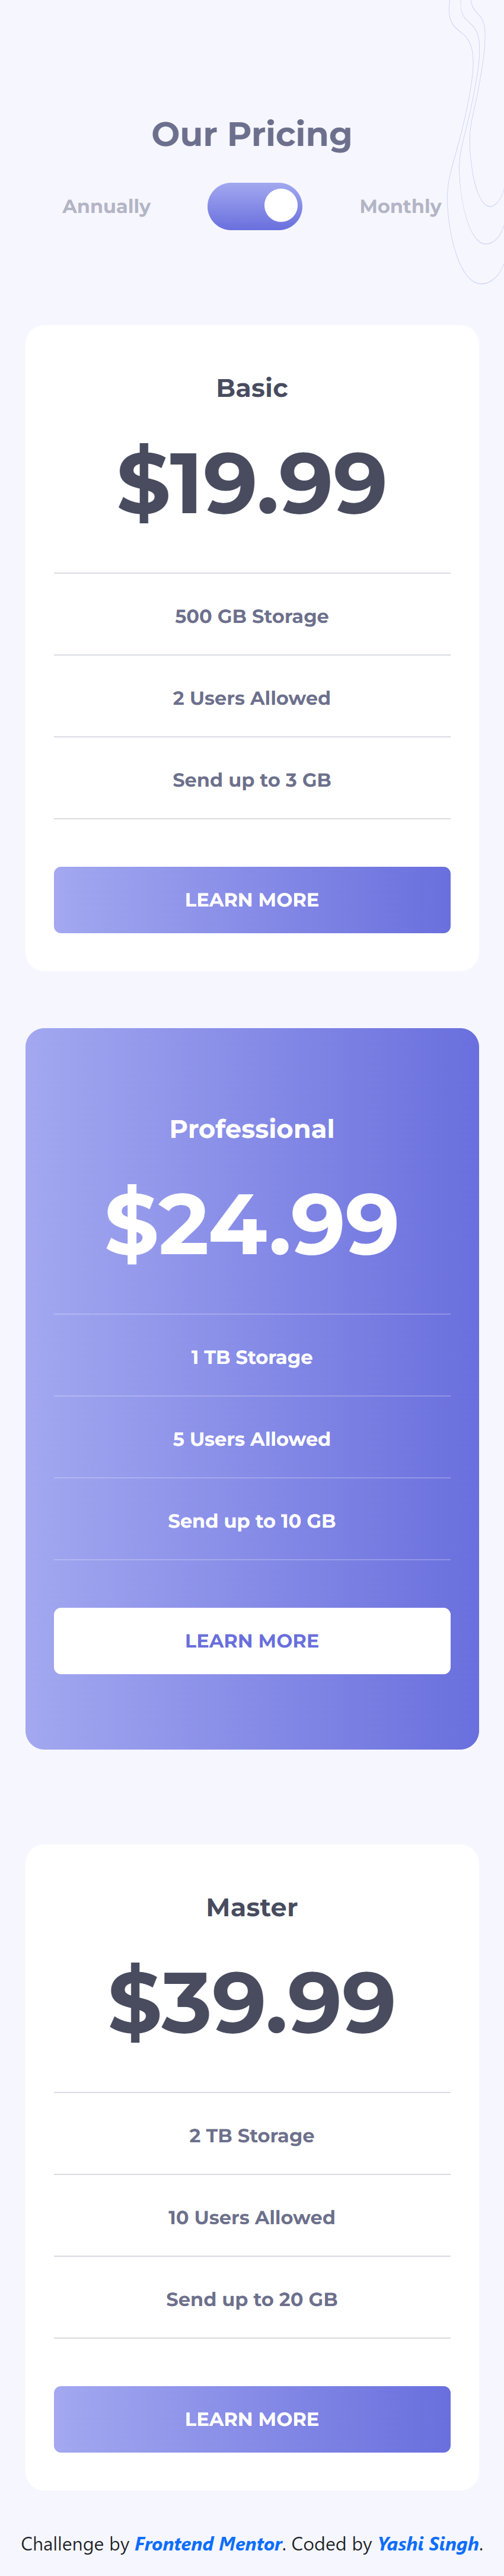 Our Pricing
Annually
Monthly
Basic
$19.99
500 GB Storage
2 Users Allowed
Send up to 3 GB
LEARN MORE
Professional
$24.99
1 TB Storage
5 Users Allowed
Send up to 10 GB
LEARN MORE
Master
$39.99
2 TB Storage
10 Users Allowed
Send up to 20 GB
LEARN MORE
Challenge by Frontend Mentor. Coded by Yashi Singh.